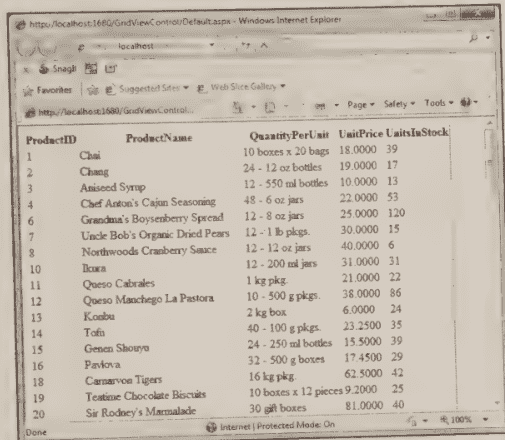 http://localhost:1680/GridViewControl/Default.aspx - Windows Internet Explorer
localhost
SnagIt
Favorites Suggested Sites Web Slice Gallery
http://localhost:1680/GridViewControl... Page Safety Tools
ProductID ProductName QuantityPerUnit UnitPrice UnitsInStock
1 Chai 10 boxes x 20 bags 18.0000 39
2 Chang 24 - 12 oz bottles 19.0000 17
3 Aniseed Syrup 12 - 550 ml bottles 10.0000 13
4 Chef Anton's Cajun Seasoning 48 - 6 oz jars 22.0000 53
6 Grandma's Boysenberry Spread 12 - 8 oz jars 25.0000 120
7 Uncle Bob's Organic Dried Pears 12 - 1 lb pkgs. 30.0000 15
8 Northwoods Cranberry Sauce 12 - 12 oz jars 40.0000 6
10 Ikura 12 - 200 ml jars 31.0000 31
11 Queso Cabrales 1 kg pkg. 21.0000 22
12 Queso Manchego La Pastora 10 - 500 g pkgs. 38.0000 86
13 Konbu 2 kg box 6.0000 24
14 Tofu 40 - 100 g pkgs. 23.2500 35
15 Genen Shouyu 24 - 250 ml bottles 15.5000 39
16 Pavlova 32 - 500 g boxes 17.4500 29
18 Carnarvon Tigers 16 kg pkg. 62.5000 42
19 Teatime Chocolate Biscuits 10 boxes x 12 pieces 9.2000 25
20 Sir Rodney's Marmalade 30 gift boxes 81.0000 40
Done Internet | Protected Mode: On 100%